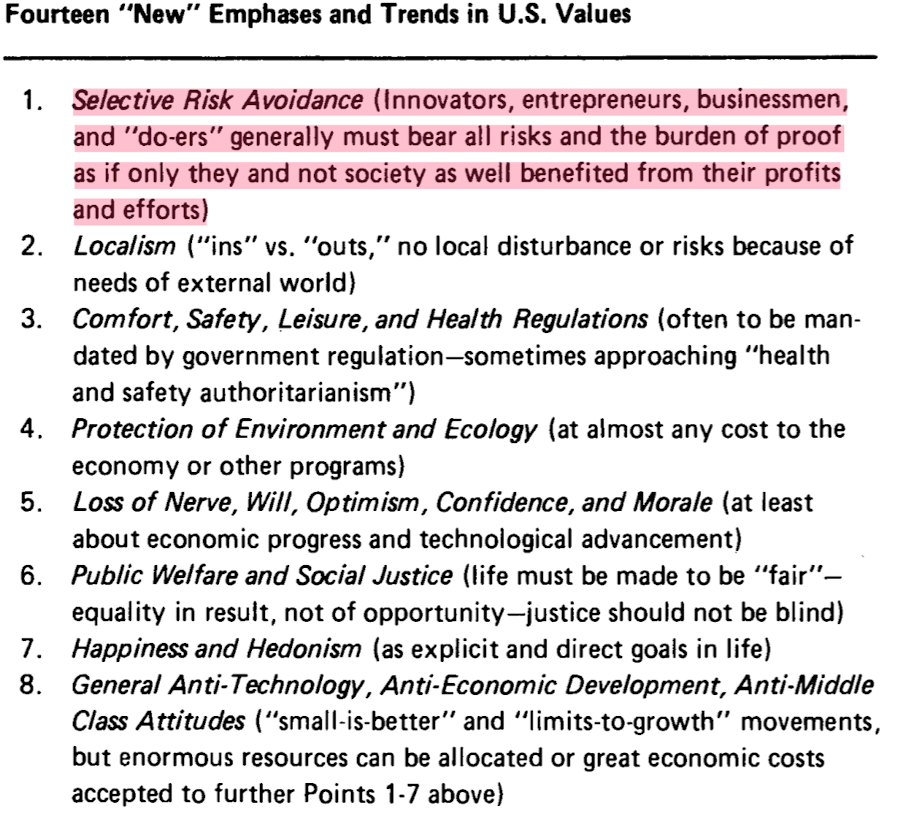 Fourteen “New” Emphases and Trends in U.S. Values
1. Selective Risk Avoidance (Innovators, entrepreneurs, businessmen,
and “do-ers” generally must bear all risks and the burden of proof
as if only they and not society as well benefited from their profits
and efforts)
2. Localism (“ins” vs. “outs,” no local disturbance or risks because of
needs of external world)
3. Comfort, Safety, Leisure, and Health Regulations (often to be man-
dated by government regulation—sometimes approaching “health
and safety authoritarianism”)
4. Protection of Environment and Ecology (at almost any cost to the
economy or other programs)
5. Loss of Nerve, Will, Optimism, Confidence, and Morale (at least
about economic progress and technological advancement)
6. Public Welfare and Social Justice (life must be made to be “fair”—
equality in result, not of opportunity—justice should not be blind)
7. Happiness and Hedonism (as explicit and direct goals in life)
8. General Anti-Technology, Anti-Economic Development, Anti-Middle
Class Attitudes (“small-is-better” and “limits-to-growth” movements,
but enormous resources can be allocated or great economic costs
accepted to further Points 1-7 above)